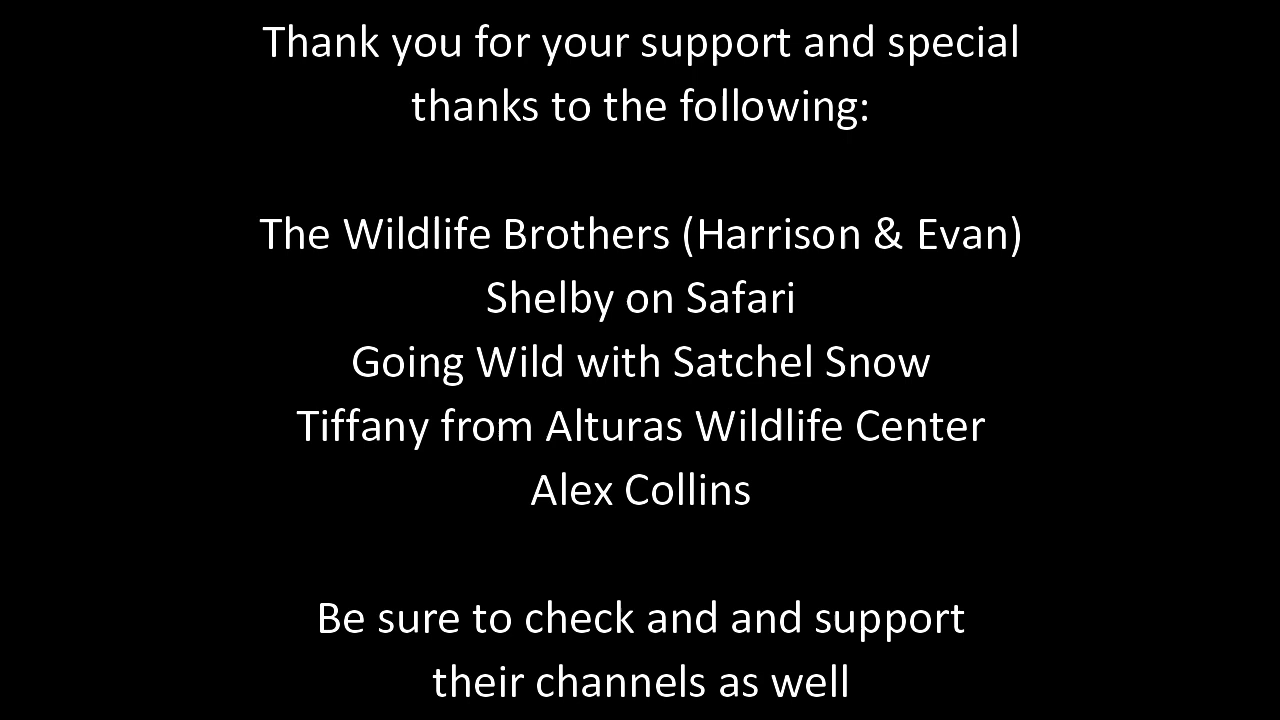 Thank you for your support and special
thanks to the following:
The Wildlife Brothers (Harrison & Evan)
Shelby on Safari
Going Wild with Satchel Snow
Tiffany from Alturas Wildlife Center
Alex Collins
Be sure to check and and support
their channels as well